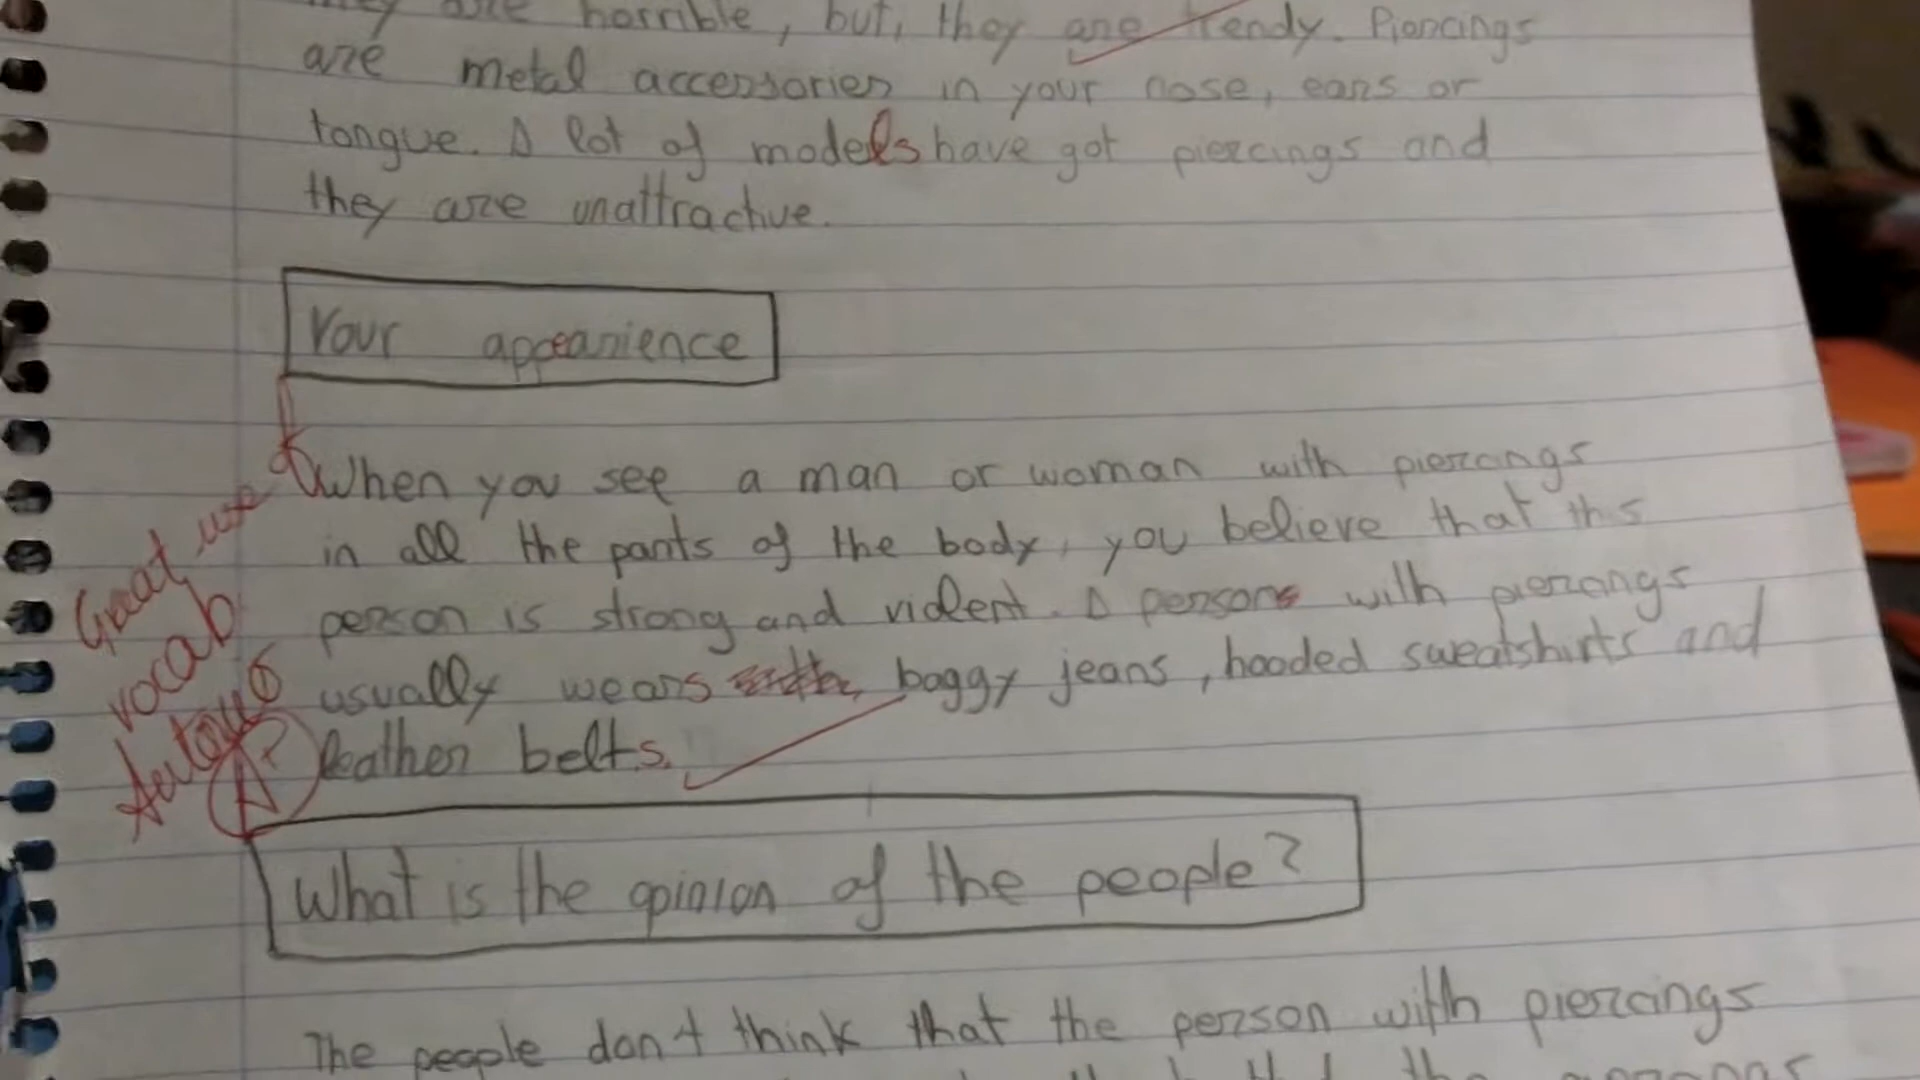 They are horrible, but, they are trendy. Piercings
are metal accessories in your nose, ears or
tongue. A lot of models have got piercings and
they are unattractive.
Your appearience
When you see a man or woman with piercings
in all the parts of the body, you believe that this
person is strong and violent. A persons with piercings
usually wears baggy jeans, hooded sweatshirts and
leather belts.
Great use
vocab
What is the opinion of the people?
The people don't think that the person with piercings
the piercings